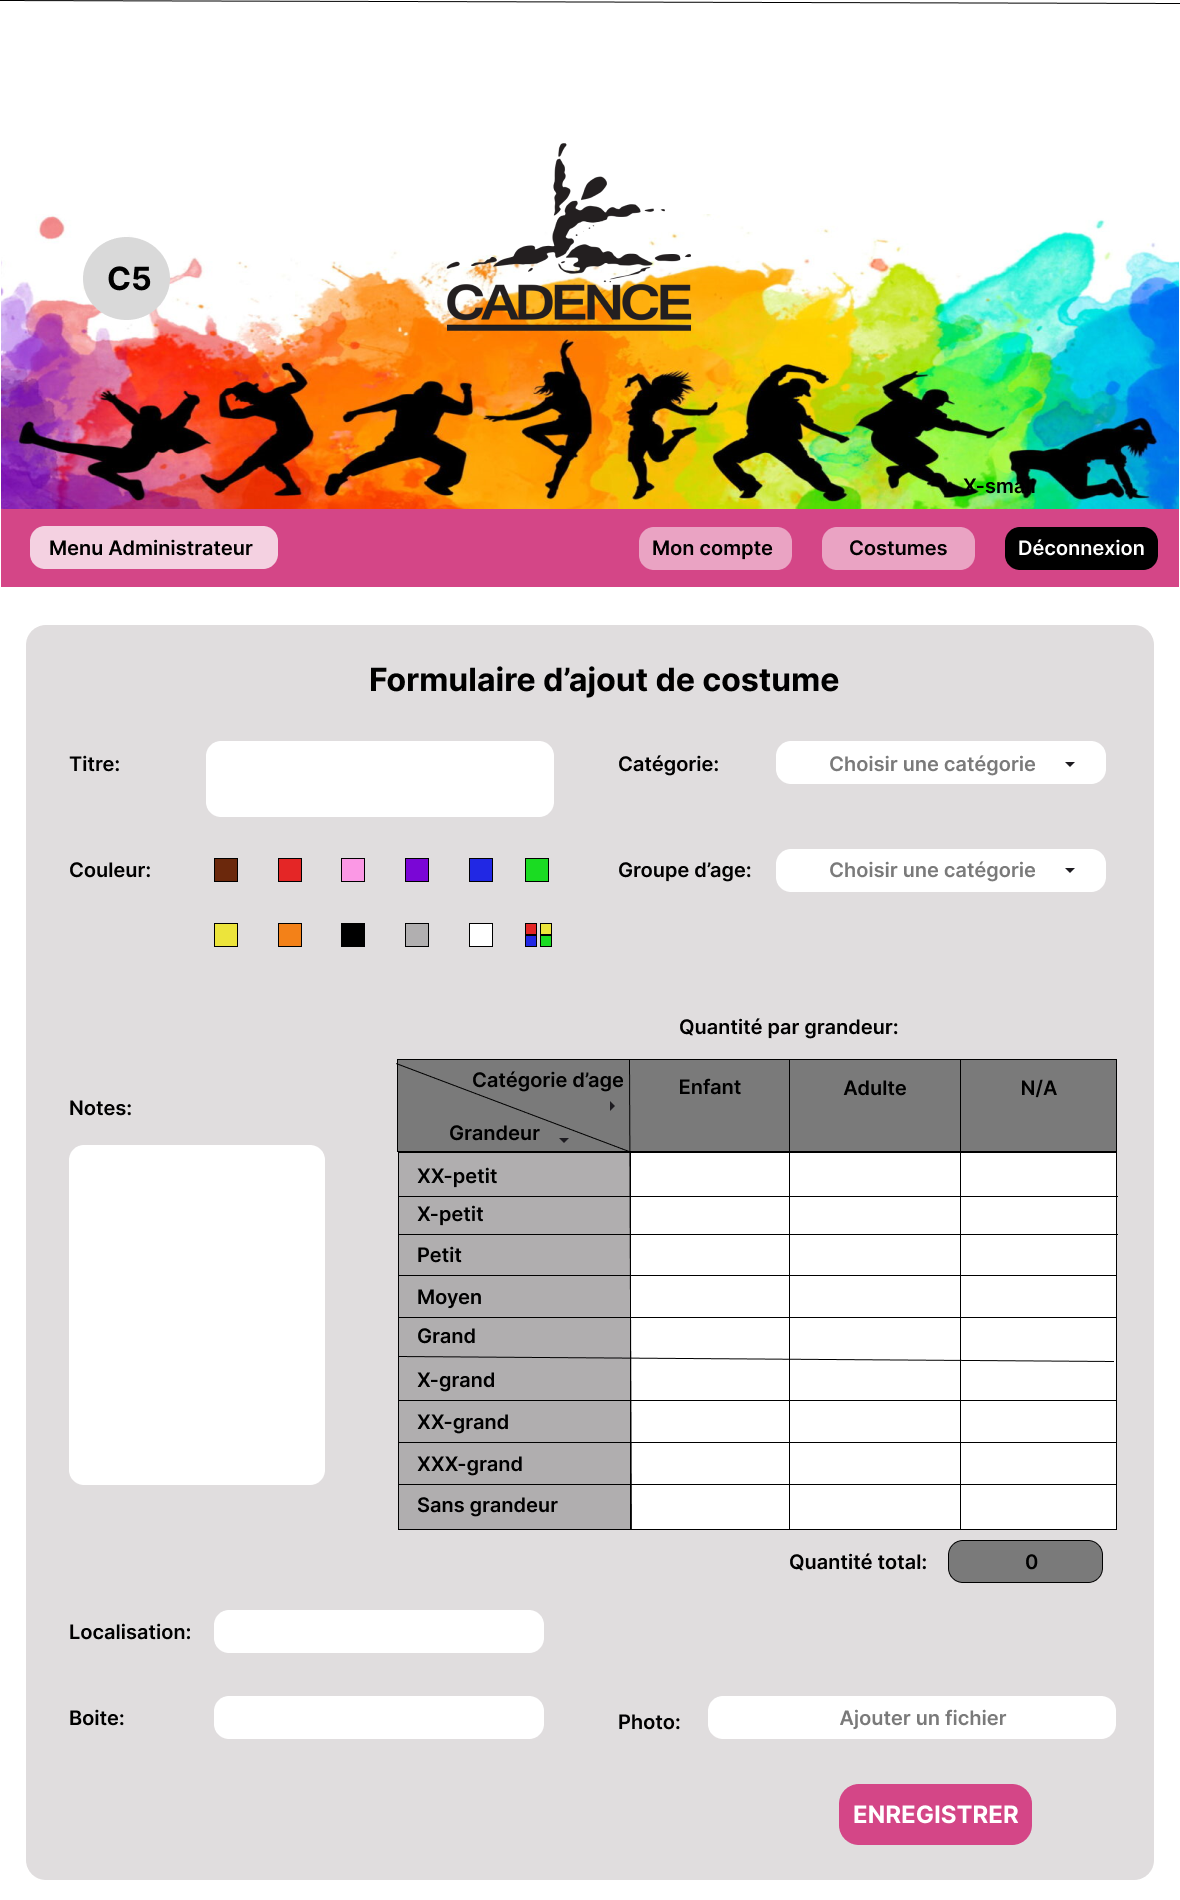 C5
CADENCE
X-small
Menu Administrateur
Mon compte
Costumes
Déconnexion
Formulaire d’ajout de costume
Titre:
Catégorie:
Choisir une catégorie
Couleur:
Groupe d’age:
Choisir une catégorie
Quantité par grandeur:
Notes:
Catégorie d’age
Grandeur
Enfant
Adulte
N/A
XX-petit
X-petit
Petit
Moyen
Grand
X-grand
XX-grand
XXX-grand
Sans grandeur
Quantité total:
0
Localisation:
Boite:
Photo:
Ajouter un fichier
ENREGISTRER